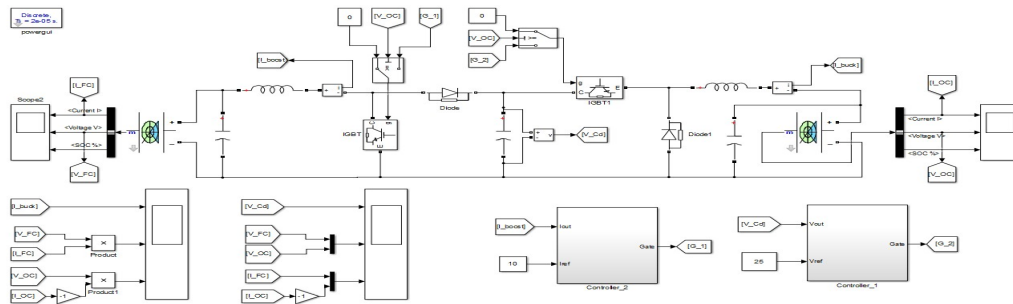 Discrete,
Ts = 2e-05 s.
powergui
0
[V_OC]
[G_1]
0
[V_OC]
[G_2]
[I_boost]
[I_buck]
[I_FC]
[I_OC]
Scope2
<Current I>
<Voltage V>
<SOC %>
[V_FC]
m
+
-
IGBT
g
C
E
Diode
g
C
E
IGBT1
Diode1
+
-
v
[V_Cd]
m
+
-
<Current I>
<Voltage V>
<SOC %>
[V_OC]
[I_buck]
[V_FC]
[I_FC]
×
Product
[V_OC]
[I_OC]
-1
×
Product1
[V_Cd]
[V_FC]
[V_OC]
[I_FC]
[I_OC]
-1
[I_boost]
Iout
10
Iref
Gate
[G_1]
Controller_2
[V_Cd]
Vout
25
Vref
Gate
[G_2]
Controller_1